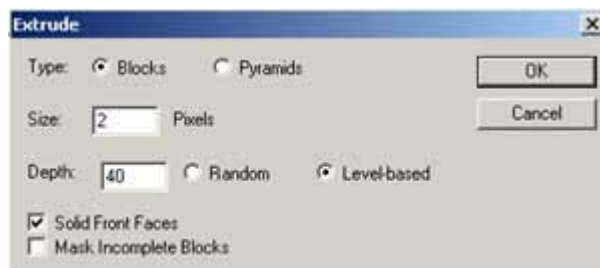 Extrude
Type: Blocks Pyramids OK
Size: 2 Pixels Cancel
Depth: 40 Random Level-based
Solid Front Faces
Mask Incomplete Blocks